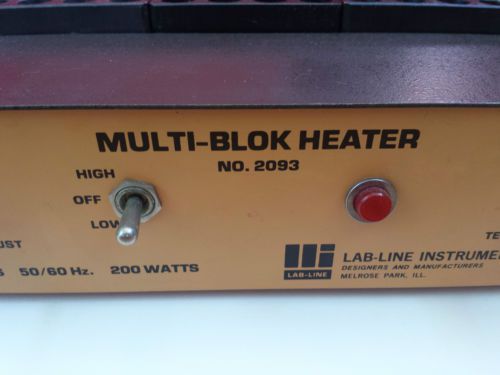 MULTI-BLOK HEATER
NO. 2093
HIGH
OFF
LOW
50/60 Hz. 200 WATTS
LAB-LINE
LAB-LINE INSTRUME
DESIGNERS AND MANUFACTURERS
MELROSE PARK, ILL.